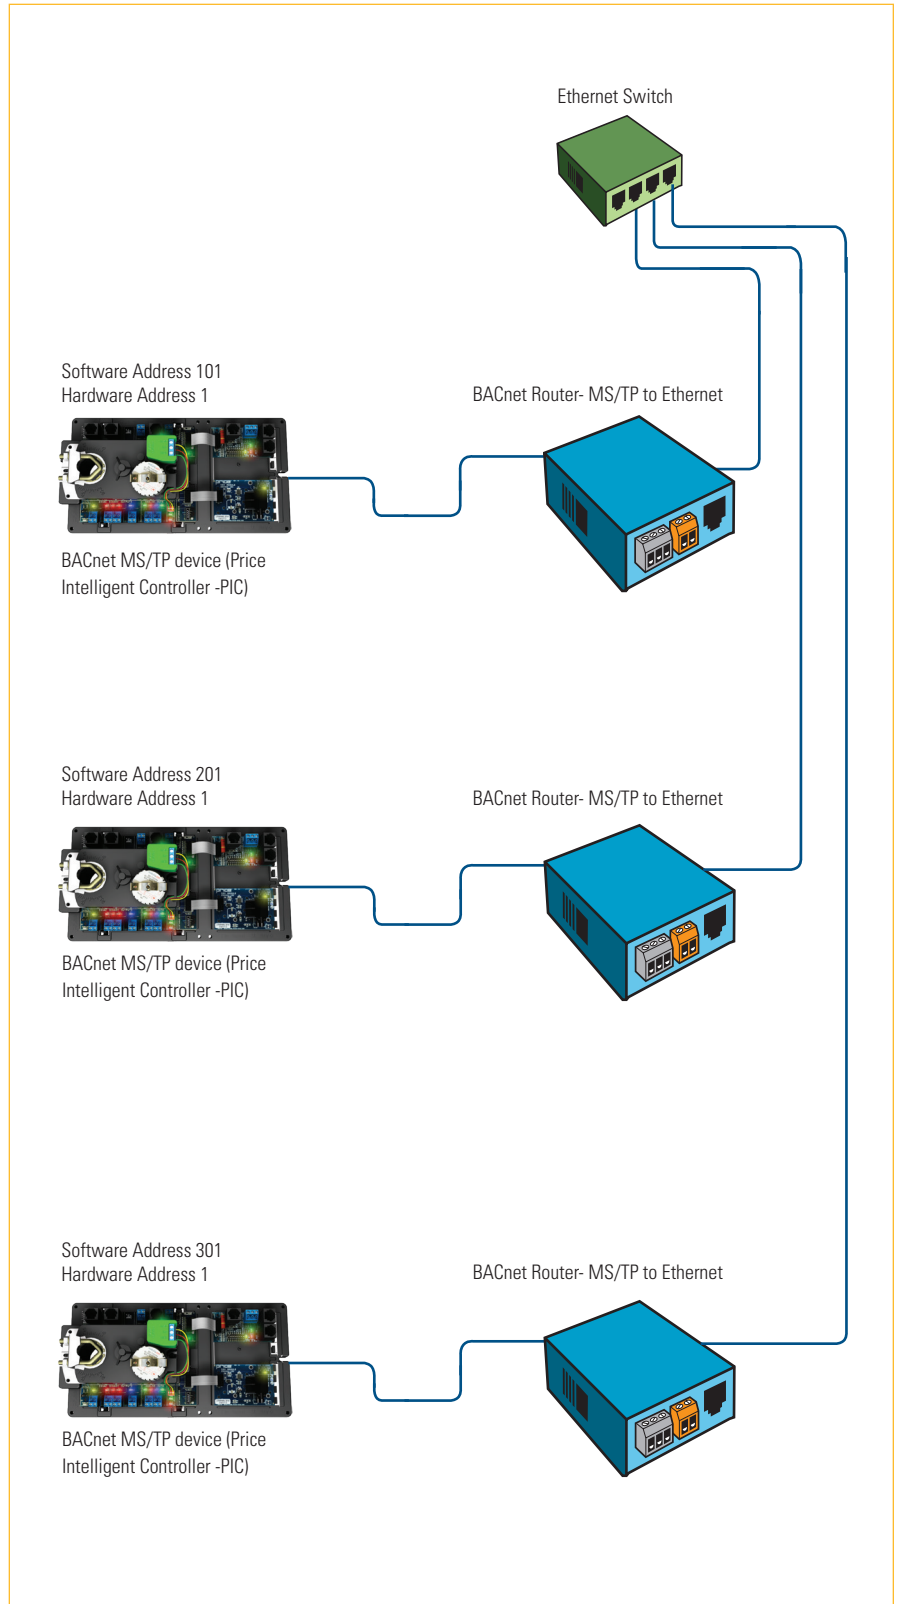 Ethernet Switch
Software Address 101
Hardware Address 1
BACnet Router- MS/TP to Ethernet
BACnet MS/TP device (Price
Intelligent Controller -PIC)
Software Address 201
Hardware Address 1
BACnet Router- MS/TP to Ethernet
BACnet MS/TP device (Price
Intelligent Controller -PIC)
Software Address 301
Hardware Address 1
BACnet Router- MS/TP to Ethernet
BACnet MS/TP device (Price
Intelligent Controller -PIC)